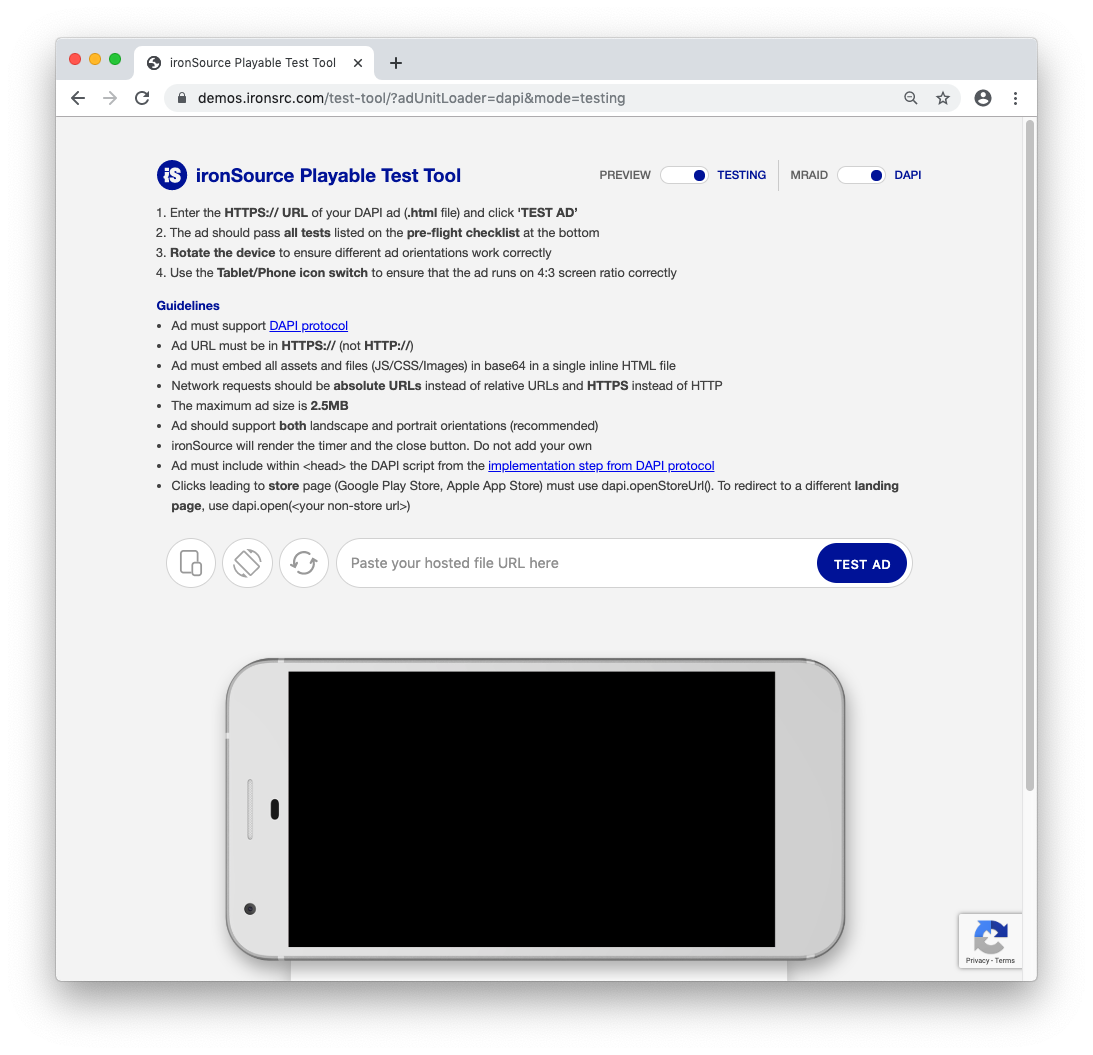 ironSource Playable Test Tool
demos.ironsrc.com/test-tool/?adUnitLoader=dapi&mode=testing
iS ironSource Playable Test Tool
PREVIEW TESTING MRAID DAPI
1. Enter the HTTPS:// URL of your DAPI ad (.html file) and click 'TEST AD'
2. The ad should pass all tests listed on the pre-flight checklist at the bottom
3. Rotate the device to ensure different ad orientations work correctly
4. Use the Tablet/Phone icon switch to ensure that the ad runs on 4:3 screen ratio correctly
Guidelines
• Ad must support DAPI protocol
• Ad URL must be in HTTPS:// (not HTTP://)
• Ad must embed all assets and files (JS/CSS/Images) in base64 in a single inline HTML file
• Network requests should be absolute URLs instead of relative URLs and HTTPS instead of HTTP
• The maximum ad size is 2.5MB
• Ad should support both landscape and portrait orientations (recommended)
• ironSource will render the timer and the close button. Do not add your own
• Ad must include within <head> the DAPI script from the implementation step from DAPI protocol
• Clicks leading to store page (Google Play Store, Apple App Store) must use dapi.openStoreUrl(). To redirect to a different landing
page, use dapi.open(<your non-store url>)
Paste your hosted file URL here
TEST AD
Privacy - Terms